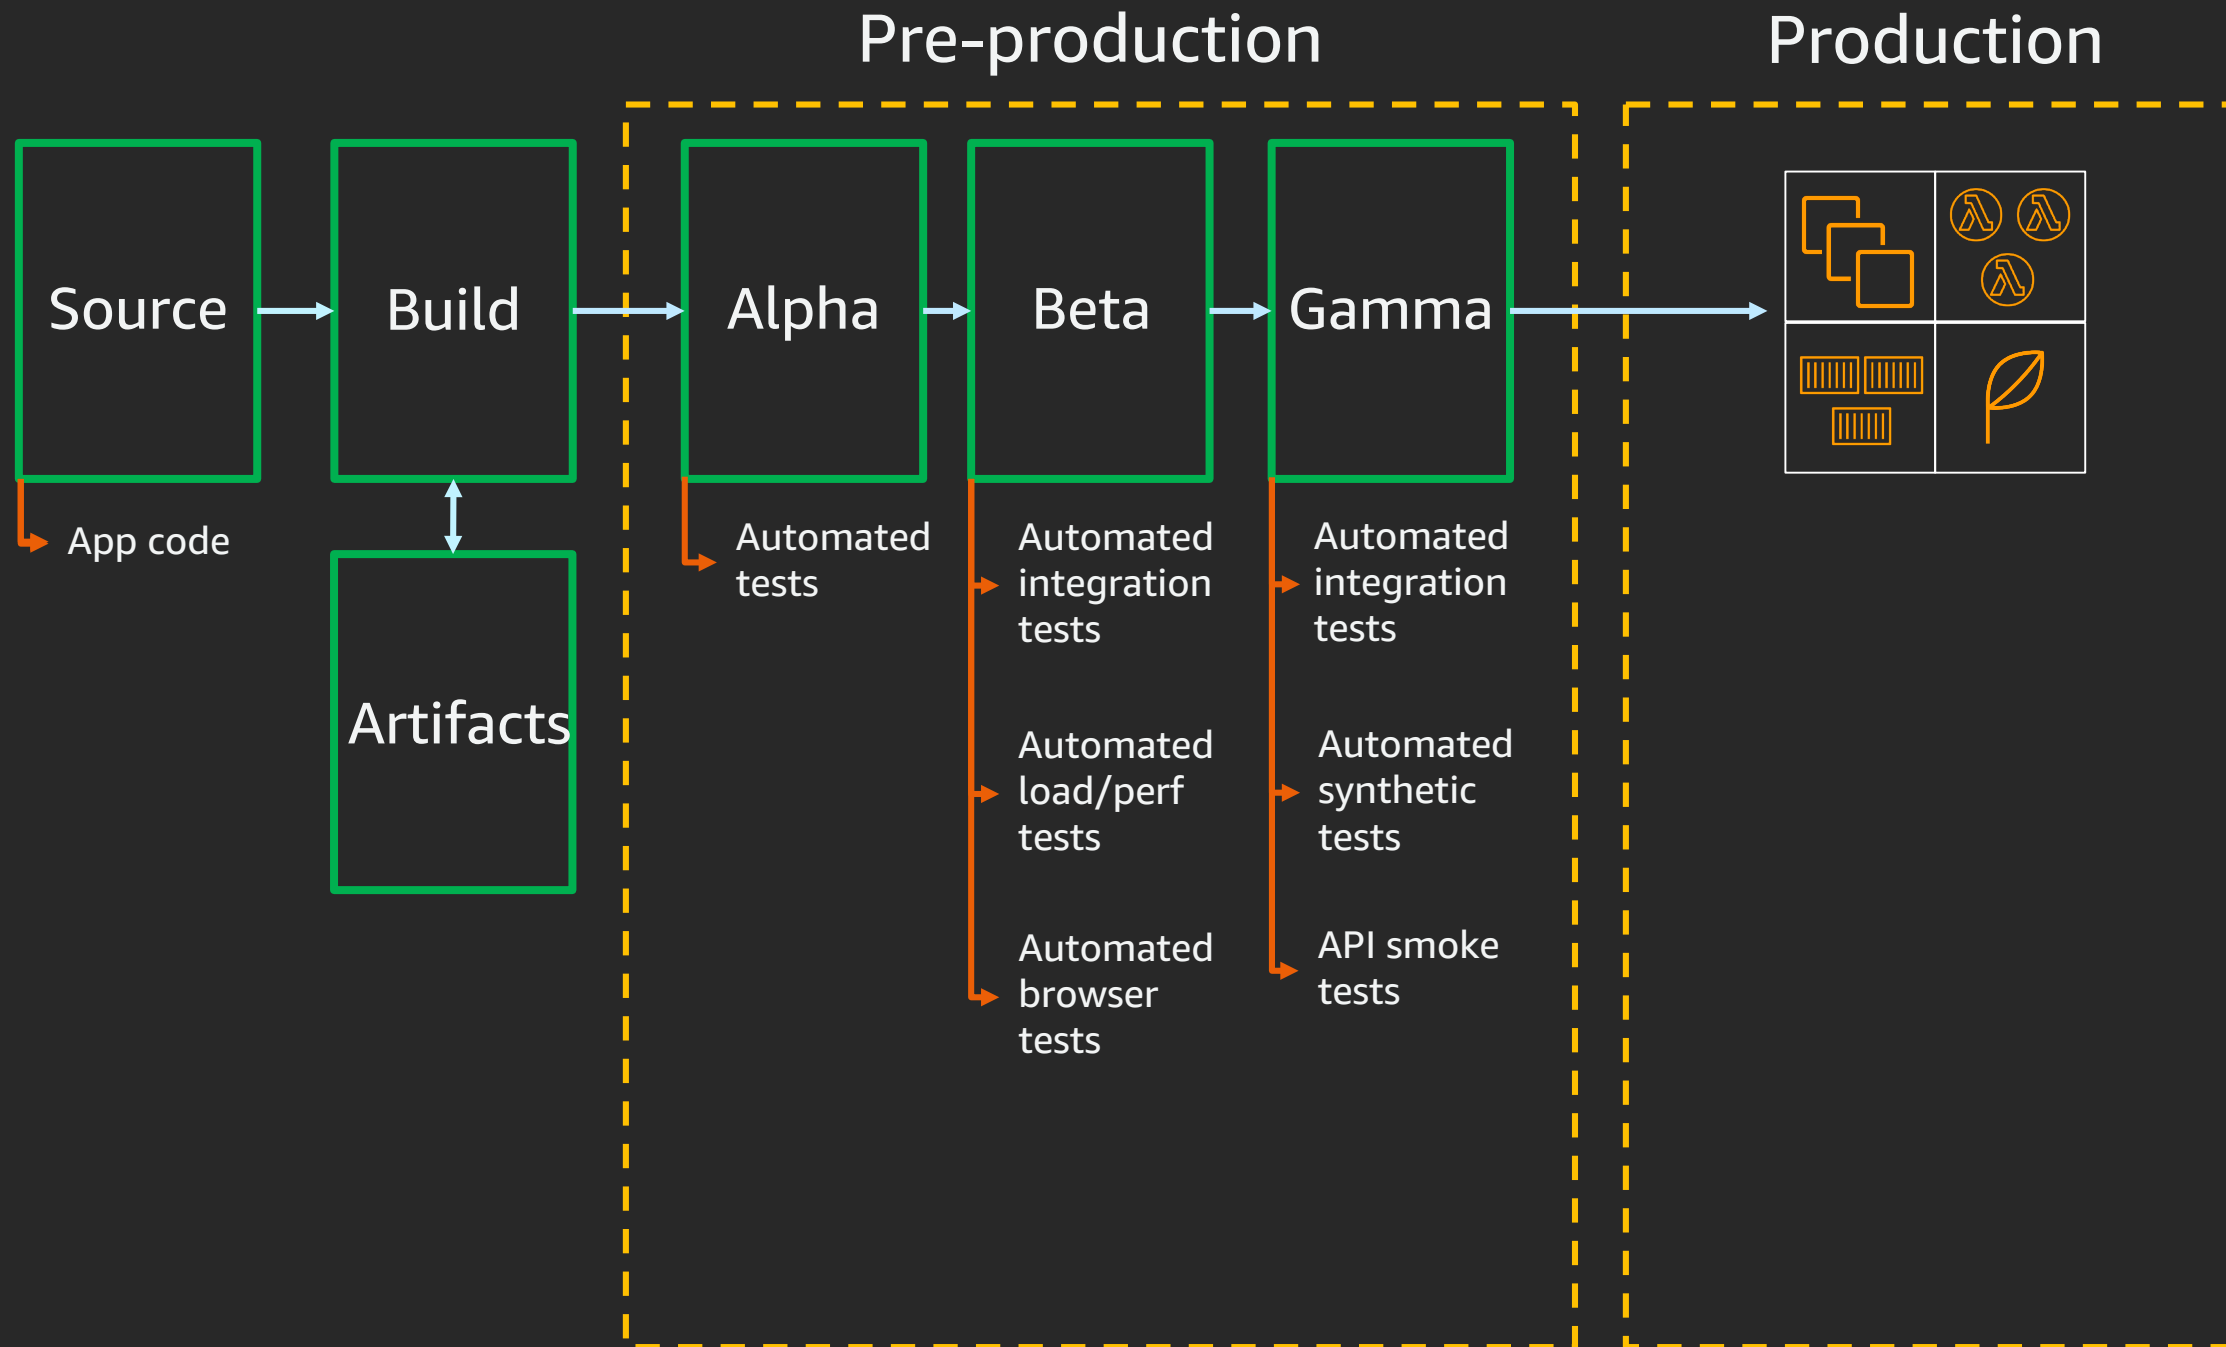 Pre-production
Production
Source
Build
Alpha
Beta
Gamma
App code
Artifacts
Automated
tests
Automated
integration
tests
Automated
load/perf
tests
Automated
browser
tests
Automated
integration
tests
Automated
synthetic
tests
API smoke
tests